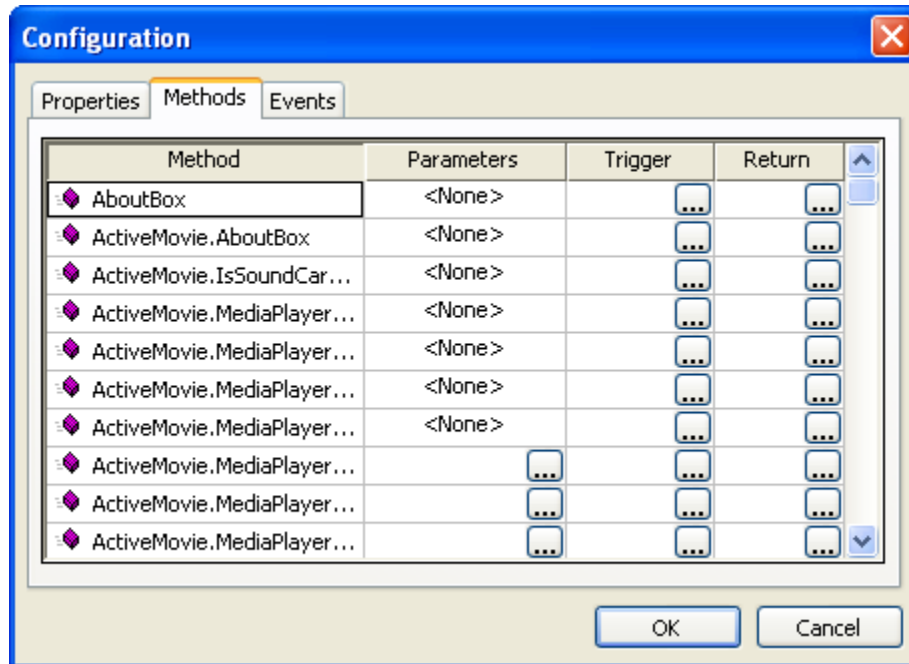 Configuration
Properties Methods Events
Method Parameters Trigger Return
AboutBox <None> ... ...
ActiveMovie.AboutBox <None> ... ...
ActiveMovie.IsSoundCar... <None> ... ...
ActiveMovie.MediaPlayer... <None> ... ...
ActiveMovie.MediaPlayer... <None> ... ...
ActiveMovie.MediaPlayer... <None> ... ...
ActiveMovie.MediaPlayer... <None> ... ...
ActiveMovie.MediaPlayer... ... ... ...
ActiveMovie.MediaPlayer... ... ... ...
ActiveMovie.MediaPlayer... ... ... ...
OK Cancel